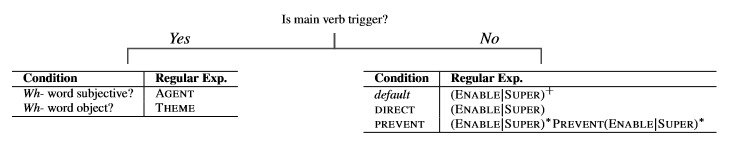 Is main verb trigger?
Yes No
Condition Regular Exp.
Wh- word subjective? AGENT
Wh- word object? THEME
Condition Regular Exp.
default (ENABLE|SUPER)+
DIRECT (ENABLE|SUPER)
PREVENT (ENABLE|SUPER)*PREVENT(ENABLE|SUPER)*